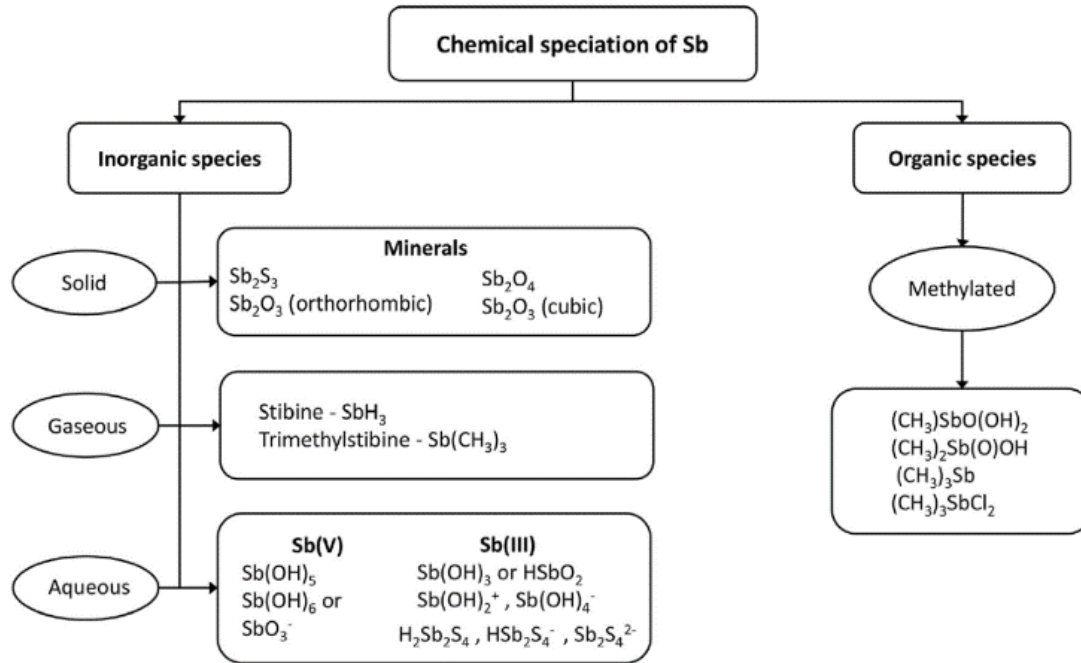 Chemical speciation of Sb
Inorganic species
Organic species
Solid
Minerals
Sb₂S₃
Sb₂O₄
Sb₂O₃ (orthorhombic)
Sb₂O₃ (cubic)
Methylated
Gaseous
Stibine - SbH₃
Trimethylstibine - Sb(CH₃)₃
(CH₃)SbO(OH)₂
(CH₃)₂Sb(O)OH
(CH₃)₃Sb
(CH₃)₃SbCl₂
Aqueous
Sb(V)
Sb(OH)₅
Sb(OH)₆ or
SbO₃⁻
Sb(III)
Sb(OH)₃ or HSbO₂
Sb(OH)₂⁺ , Sb(OH)₄⁻
H₂Sb₂S₄ , HSb₂S₄⁻ , Sb₂S₄²⁻